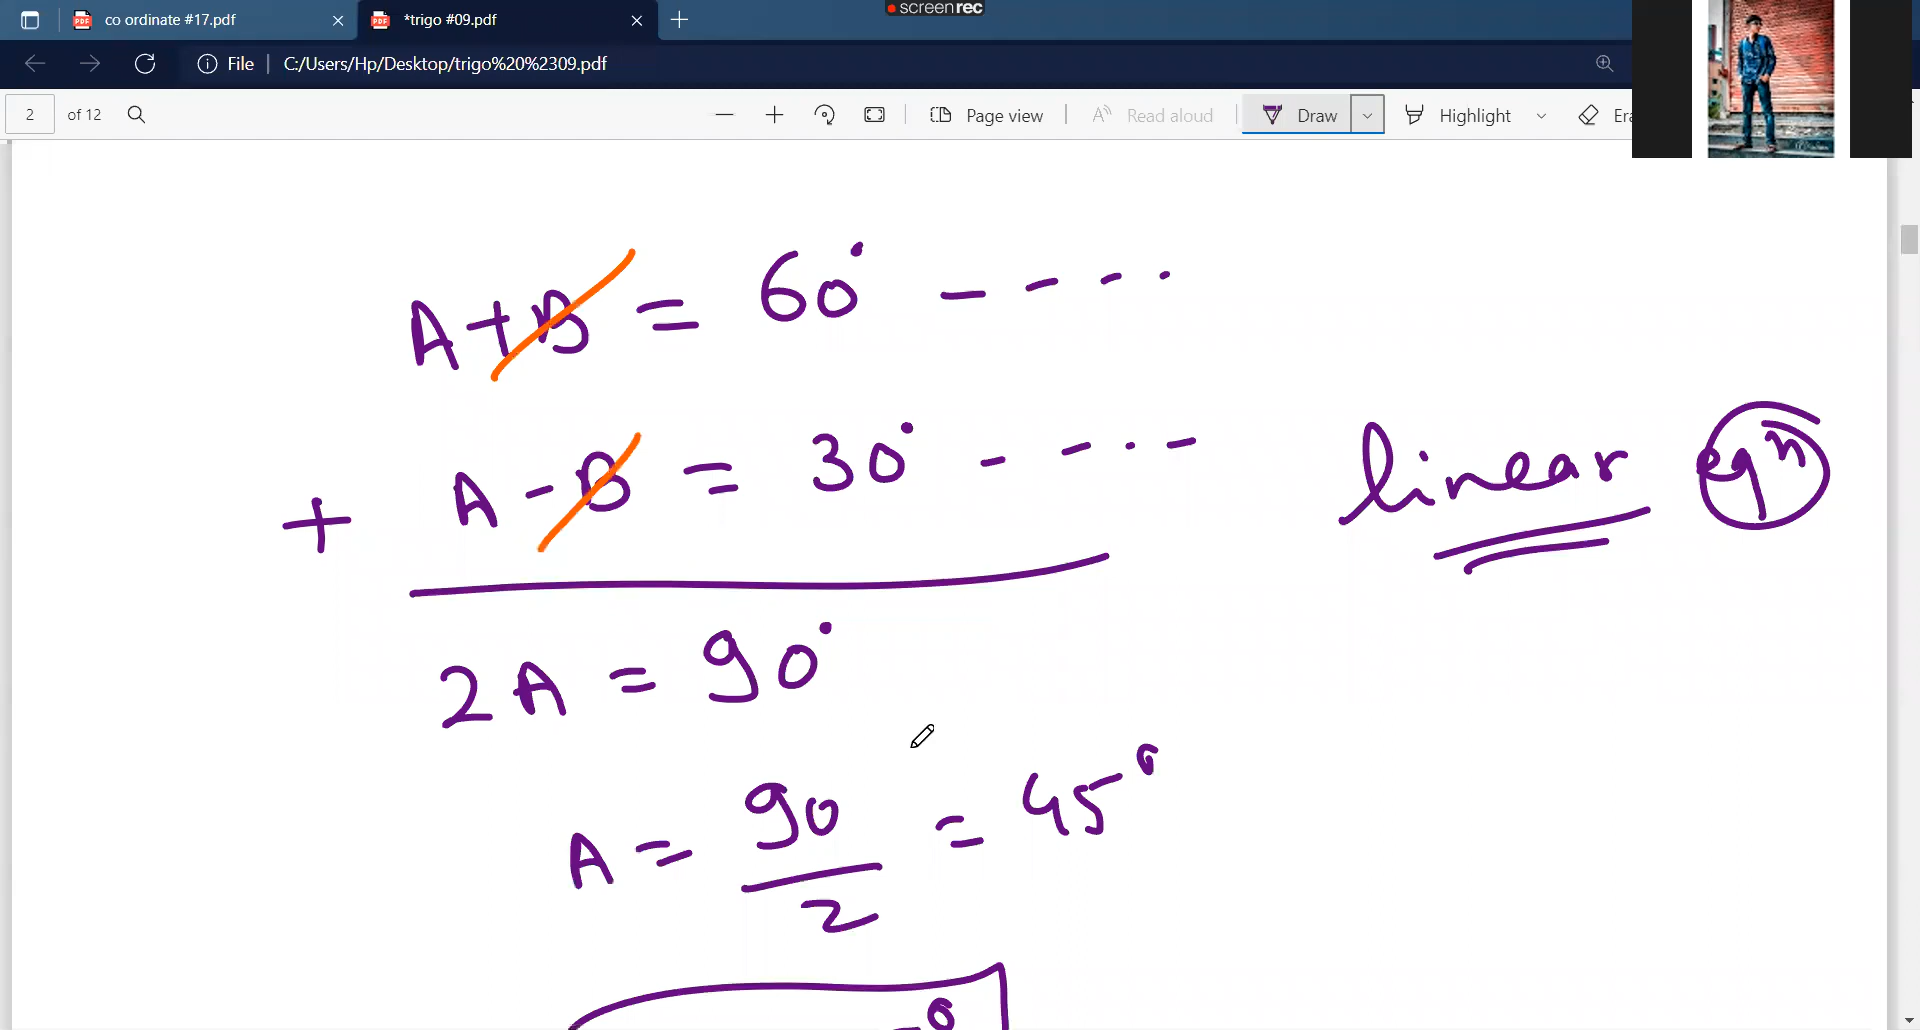 screenrec
co ordinate #17.pdf
*trigo #09.pdf
File
C:/Users/Hp/Desktop/trigo%20%2309.pdf
2 of 12
Page view
Read aloud
Draw
Highlight
Era
A+B = 60° - - - -
+ A - B = 30° - - - -
linear eqⁿ
2A = 90°
A = 90/2 = 45°